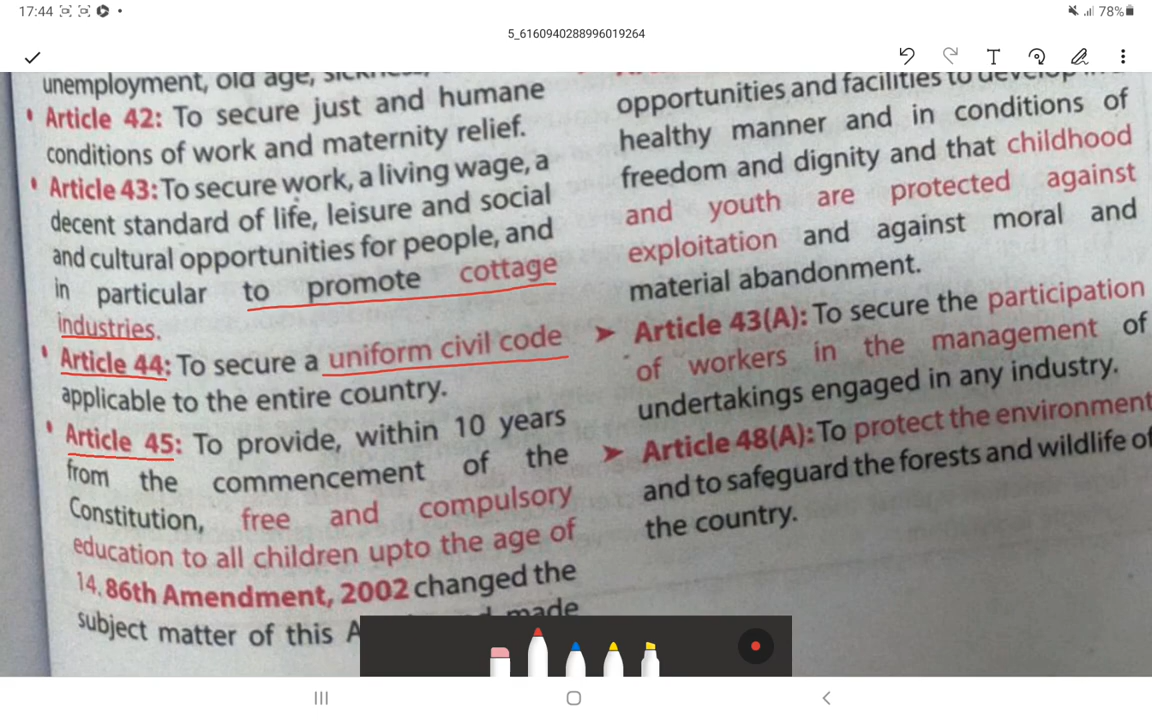 17:44
78%
5_6160940288996019264
unemployment, old age,
• Article 42: To secure just and humane
conditions of work and maternity relief.
• Article 43: To secure work, a living wage, a
decent standard of life, leisure and social
and cultural opportunities for people, and
in particular to promote cottage
industries.
• Article 44: To secure a uniform civil code
applicable to the entire country.
• Article 45: To provide, within 10 years
from the commencement of the
Constitution, free and compulsory
education to all children upto the age of
14. 86th Amendment, 2002 changed the
subject matter of this
made
opportunities and facilities to
healthy manner and in conditions of
freedom and dignity and that childhood
and youth are protected against
exploitation and against moral and
material abandonment.
➤ Article 43(A): To secure the participation
of workers in the management of
undertakings engaged in any industry.
➤ Article 48(A): To protect the environment
and to safeguard the forests and wildlife of
the country.